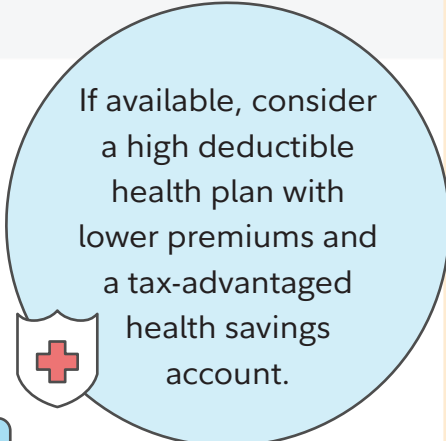 If available, consider
a high deductible
health plan with
lower premiums and
a tax-advantaged
health savings
account.